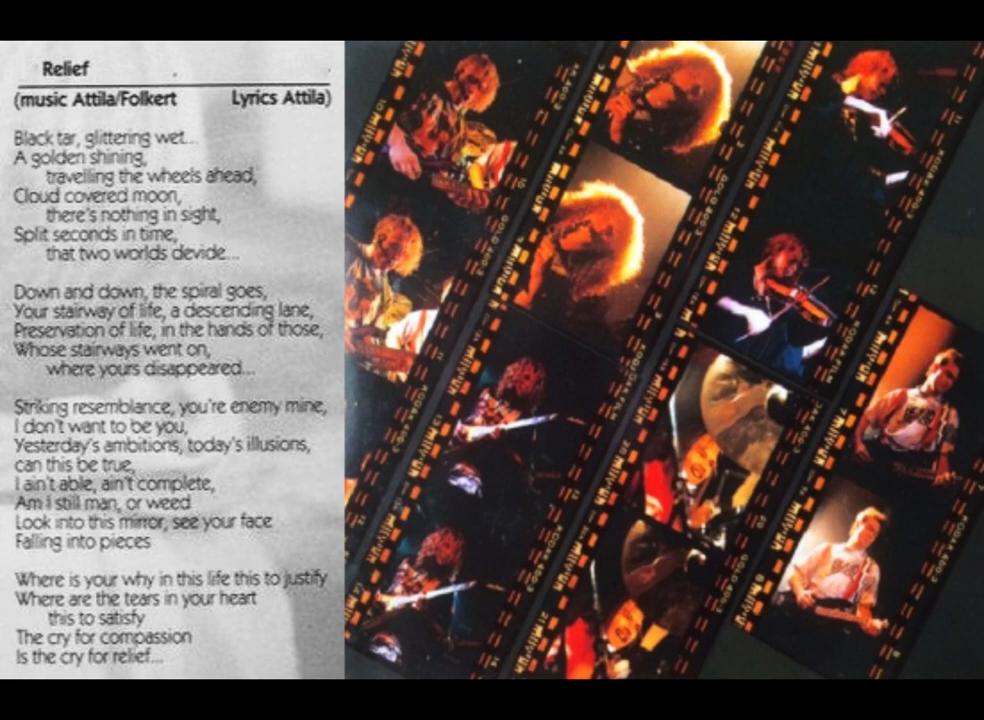 Relief
(music Attila/Folkert Lyrics Attila)
Black tar, glittering wet...
A golden shining,
travelling the wheels ahead,
Cloud covered moon,
there's nothing in sight,
Split seconds in time,
that two worlds devide...
Down and down, the spiral goes,
Your stairway of life, a descending lane,
Preservation of life, in the hands of those,
Whose stairways went on,
where yours disappeared...
Striking resemblance, you're enemy mine,
I don't want to be you,
Yesterday's ambitions, today's illusions,
can this be true,
I ain't able, ain't complete,
Am I still man, or weed
Look into this mirror, see your face
Falling into pieces
Where is your why in this life this to justify
Where are the tears in your heart
this to satisfy
The cry for compassion
Is the cry for relief...